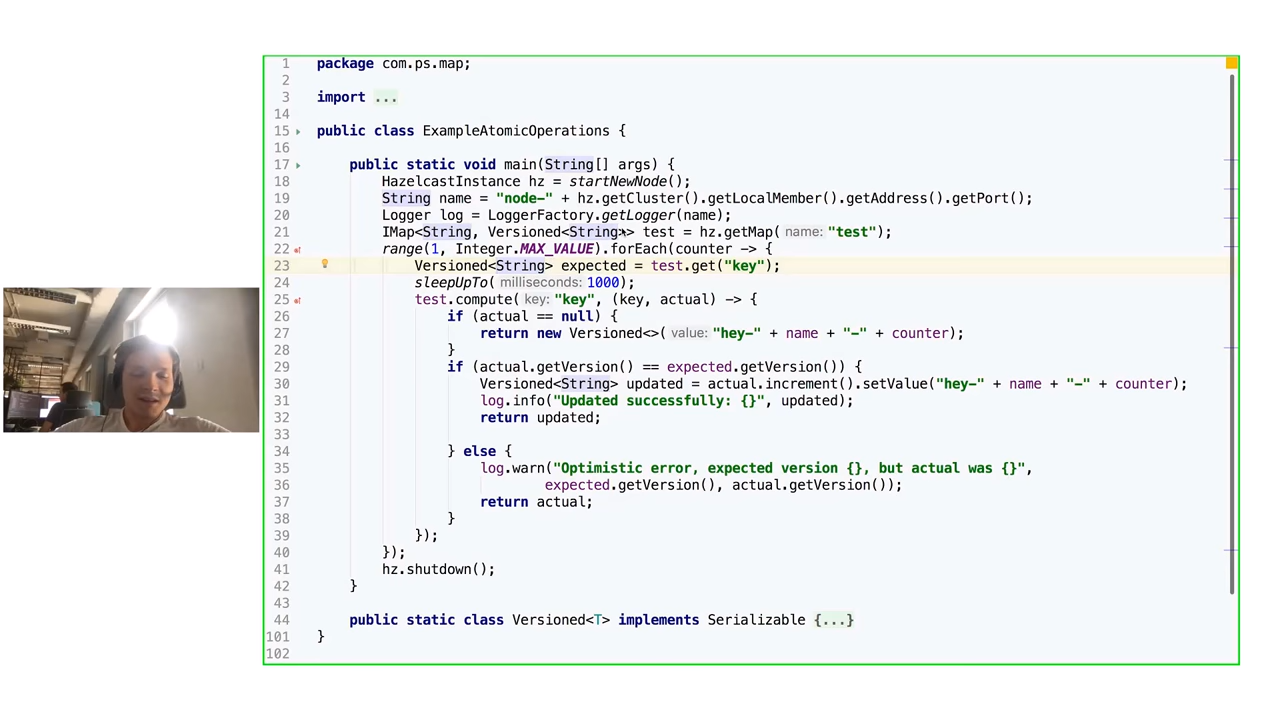 1 package com.ps.map;
2
3 import ...
14
15 public class ExampleAtomicOperations {
16
17 public static void main(String[] args) {
18 HazelcastInstance hz = startNewNode();
19 String name = "node-" + hz.getCluster().getLocalMember().getAddress().getPort();
20 Logger log = LoggerFactory.getLogger(name);
21 IMap<String, Versioned<String>> test = hz.getMap( name: "test");
22 range(1, Integer.MAX_VALUE).forEach(counter -> {
23 Versioned<String> expected = test.get("key");
24 sleepUpTo( milliseconds: 1000);
25 test.compute( key: "key", (key, actual) -> {
26 if (actual == null) {
27 return new Versioned<>( value: "hey-" + name + "-" + counter);
28 }
29 if (actual.getVersion() == expected.getVersion()) {
30 Versioned<String> updated = actual.increment().setValue("hey-" + name + "-" + counter);
31 log.info("Updated successfully: {}", updated);
32 return updated;
33
34 } else {
35 log.warn("Optimistic error, expected version {}, but actual was {}",
36 expected.getVersion(), actual.getVersion());
37 return actual;
38 }
39 });
40 });
41 hz.shutdown();
42 }
43
44 public static class Versioned<T> implements Serializable {...}
101 }
102